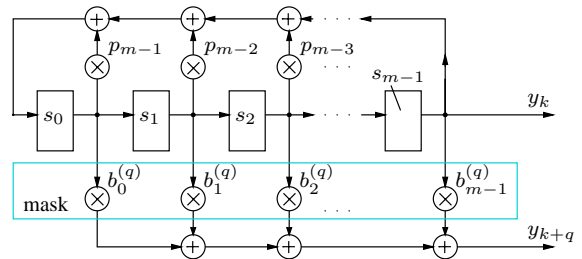 p_{m−1} p_{m−2} p_{m−3} · · ·
s_{m−1}
s_0 s_1 s_2 · · · · y_k
b_0^{(q)} b_1^{(q)} b_2^{(q)} b_{m−1}^{(q)}
mask · · ·
y_{k+q}